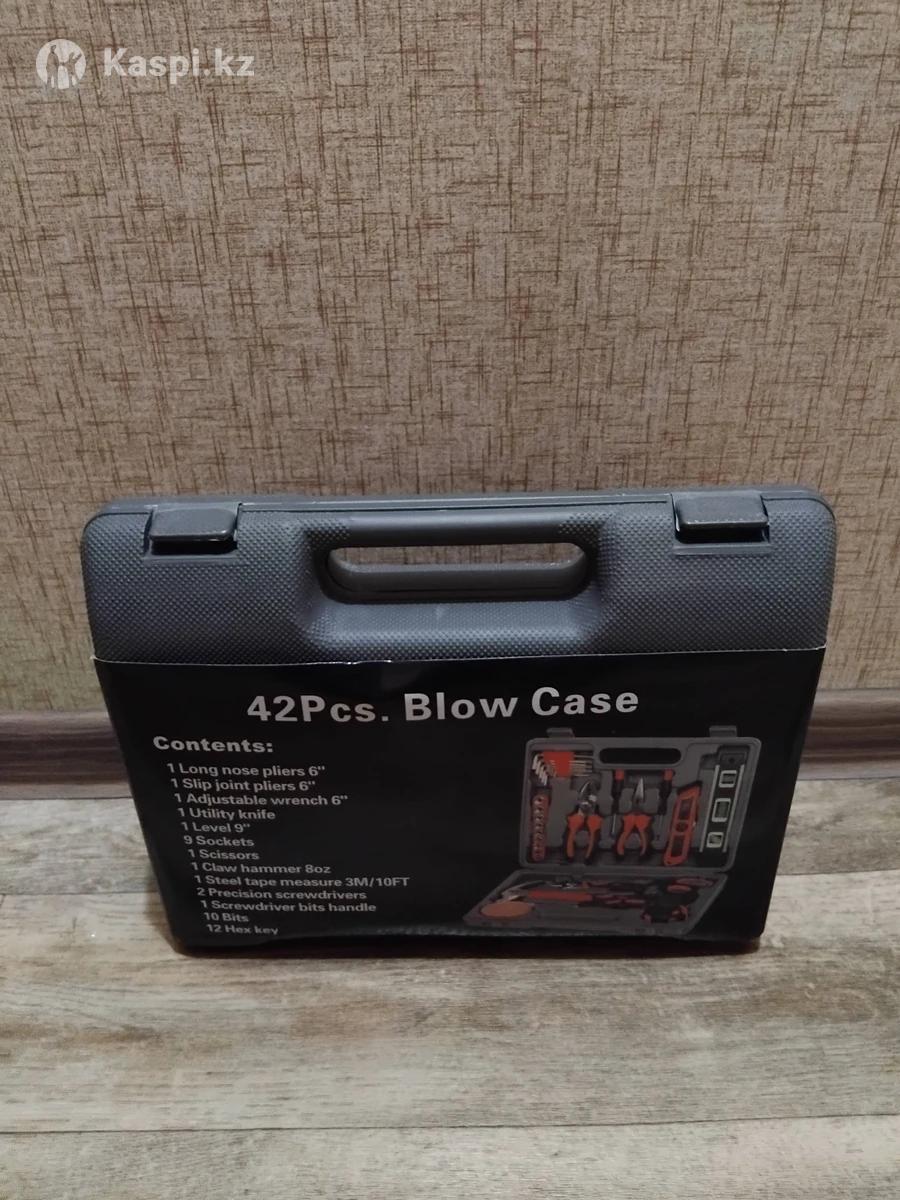 Kaspi.kz
42Pcs. Blow Case
Contents:
1 Long nose pliers 6"
1 Slip joint pliers 6"
1 Adjustable wrench 6"
1 Utility knife
1 Level 9"
9 Sockets
1 Scissors
1 Claw hammer 8oz
1 Steel tape measure 3M/10FT
2 Precision screwdrivers
1 Screwdriver bits handle
10 Bits
12 Hex key